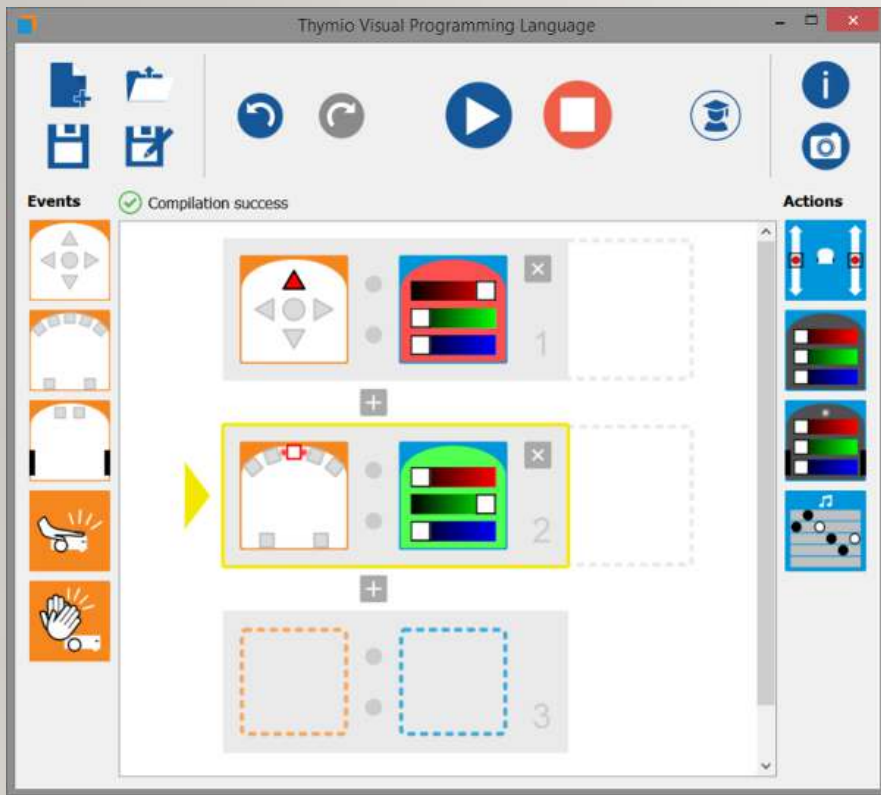 Thymio Visual Programming Language
Events
Compilation success
Actions
1
2
3